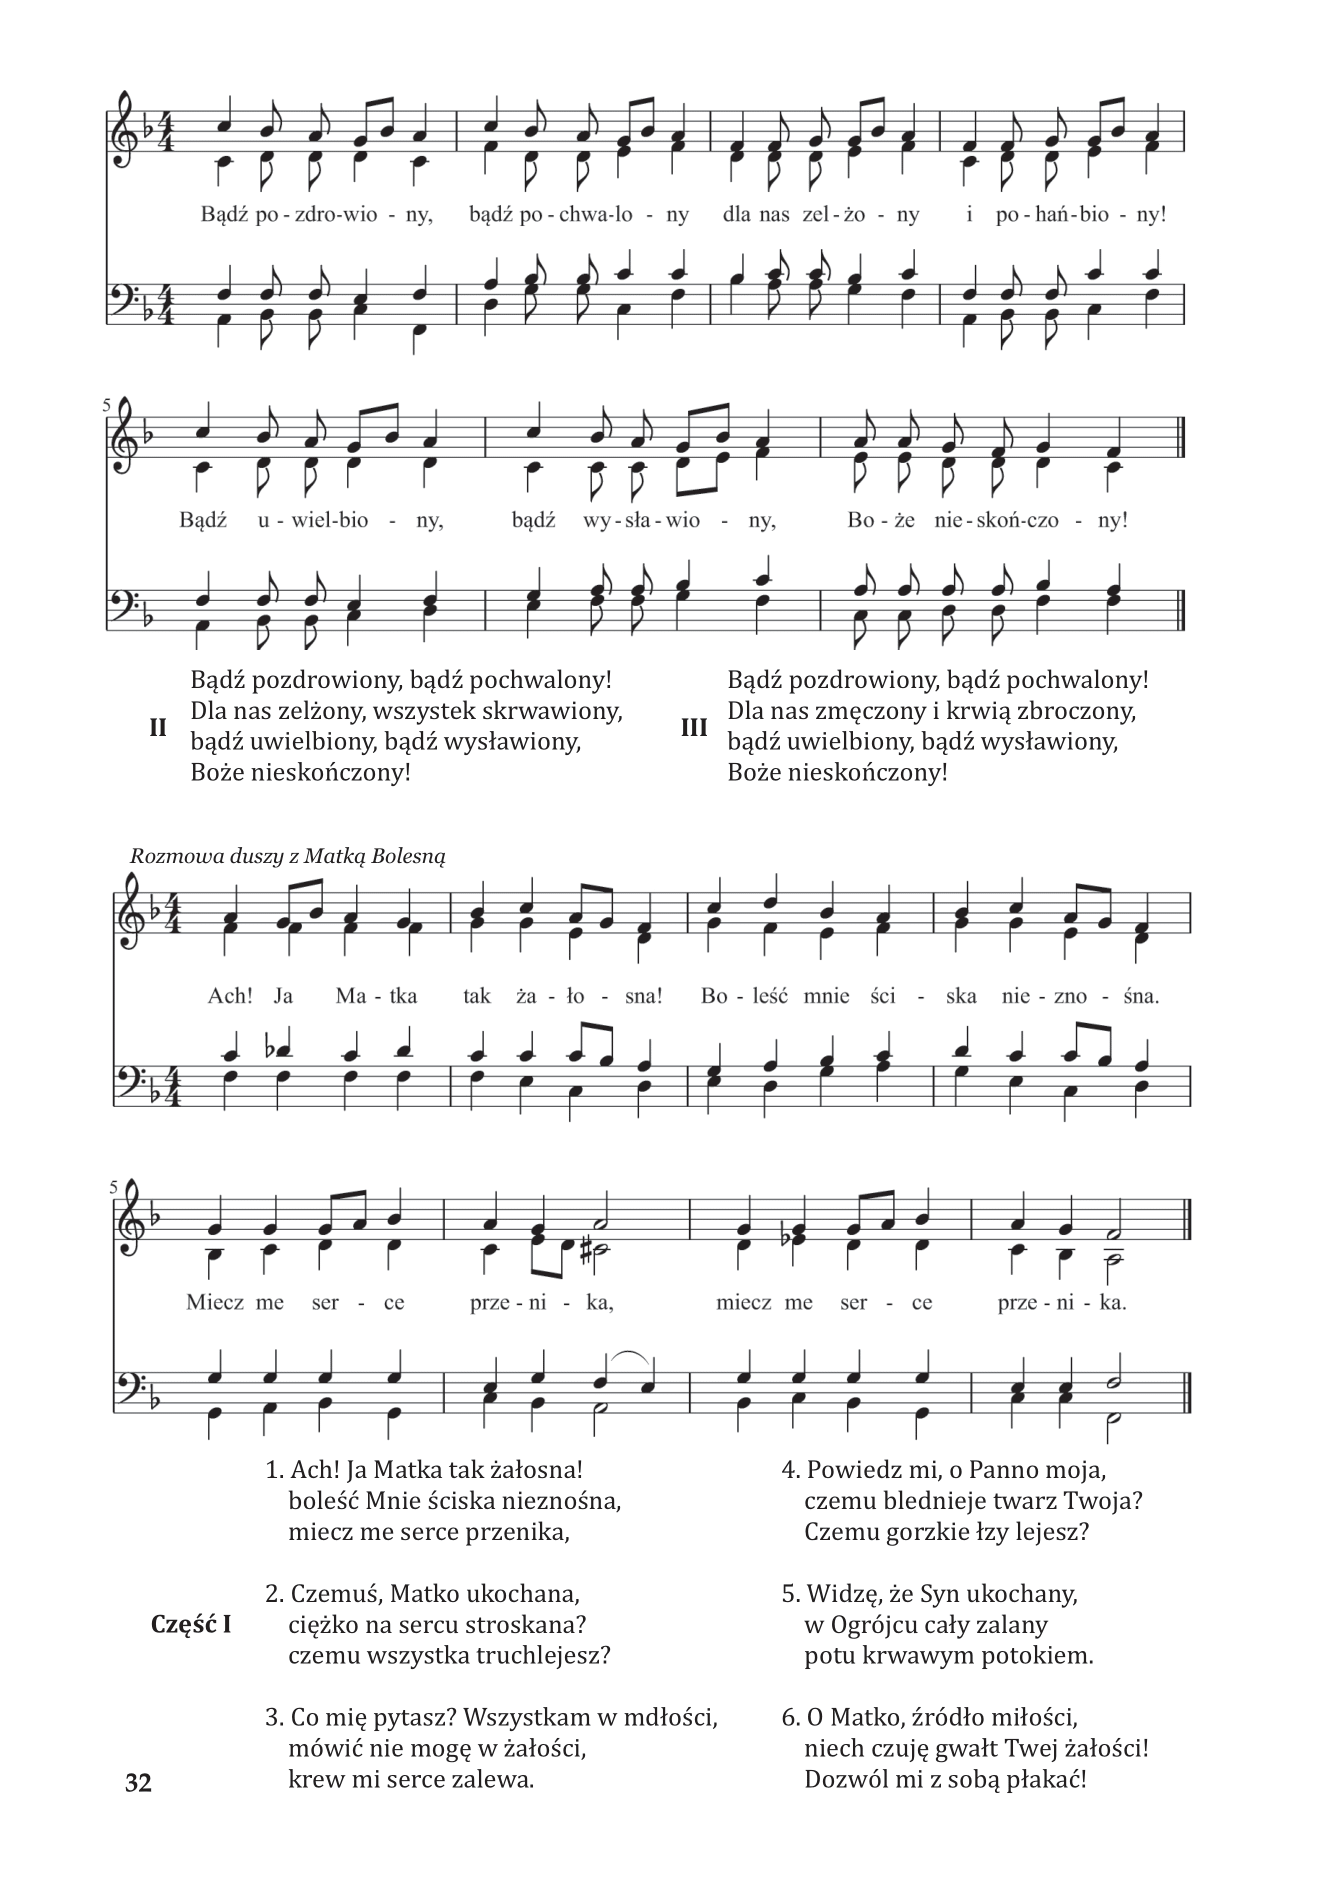 Bądź po - zdro-wio - ny, bądź po - chwa-lo - ny dla nas zel - żo - ny i po - hań-bio - ny!
5
Bądź u - wiel-bio - ny, bądź wy - sła - wio - ny, Bo - że nie - skoń-czo - ny!
II
Bądź pozdrowiony, bądź pochwalony!
Dla nas zelżony, wszystek skrwawiony,
bądź uwielbiony, bądź wysławiony,
Boże nieskończony!
III
Bądź pozdrowiony, bądź pochwalony!
Dla nas zmęczony i krwią zbroczony,
bądź uwielbiony, bądź wysławiony,
Boże nieskończony!
Rozmowa duszy z Matką Bolesną
Ach! Ja Ma - tka tak ża - ło - sna! Bo - leść mnie ści - ska nie - zno - śna.
5
Miecz me ser - ce prze - ni - ka, miecz me ser - ce prze - ni - ka.
Część I
1. Ach! Ja Matka tak żałosna!
boleść Mnie ściska nieznośna,
miecz me serce przenika,
2. Czemuś, Matko ukochana,
ciężko na sercu stroskana?
czemu wszystka truchlejesz?
3. Co mię pytasz? Wszystkam w mdłości,
mówić nie mogę w żałości,
krew mi serce zalewa.
4. Powiedz mi, o Panno moja,
czemu blednieje twarz Twoja?
Czemu gorzkie łzy lejesz?
5. Widzę, że Syn ukochany,
w Ogrójcu cały zalany
potu krwawym potokiem.
6. O Matko, źródło miłości,
niech czuję gwałt Twej żałości!
Dozwól mi z sobą płakać!
32